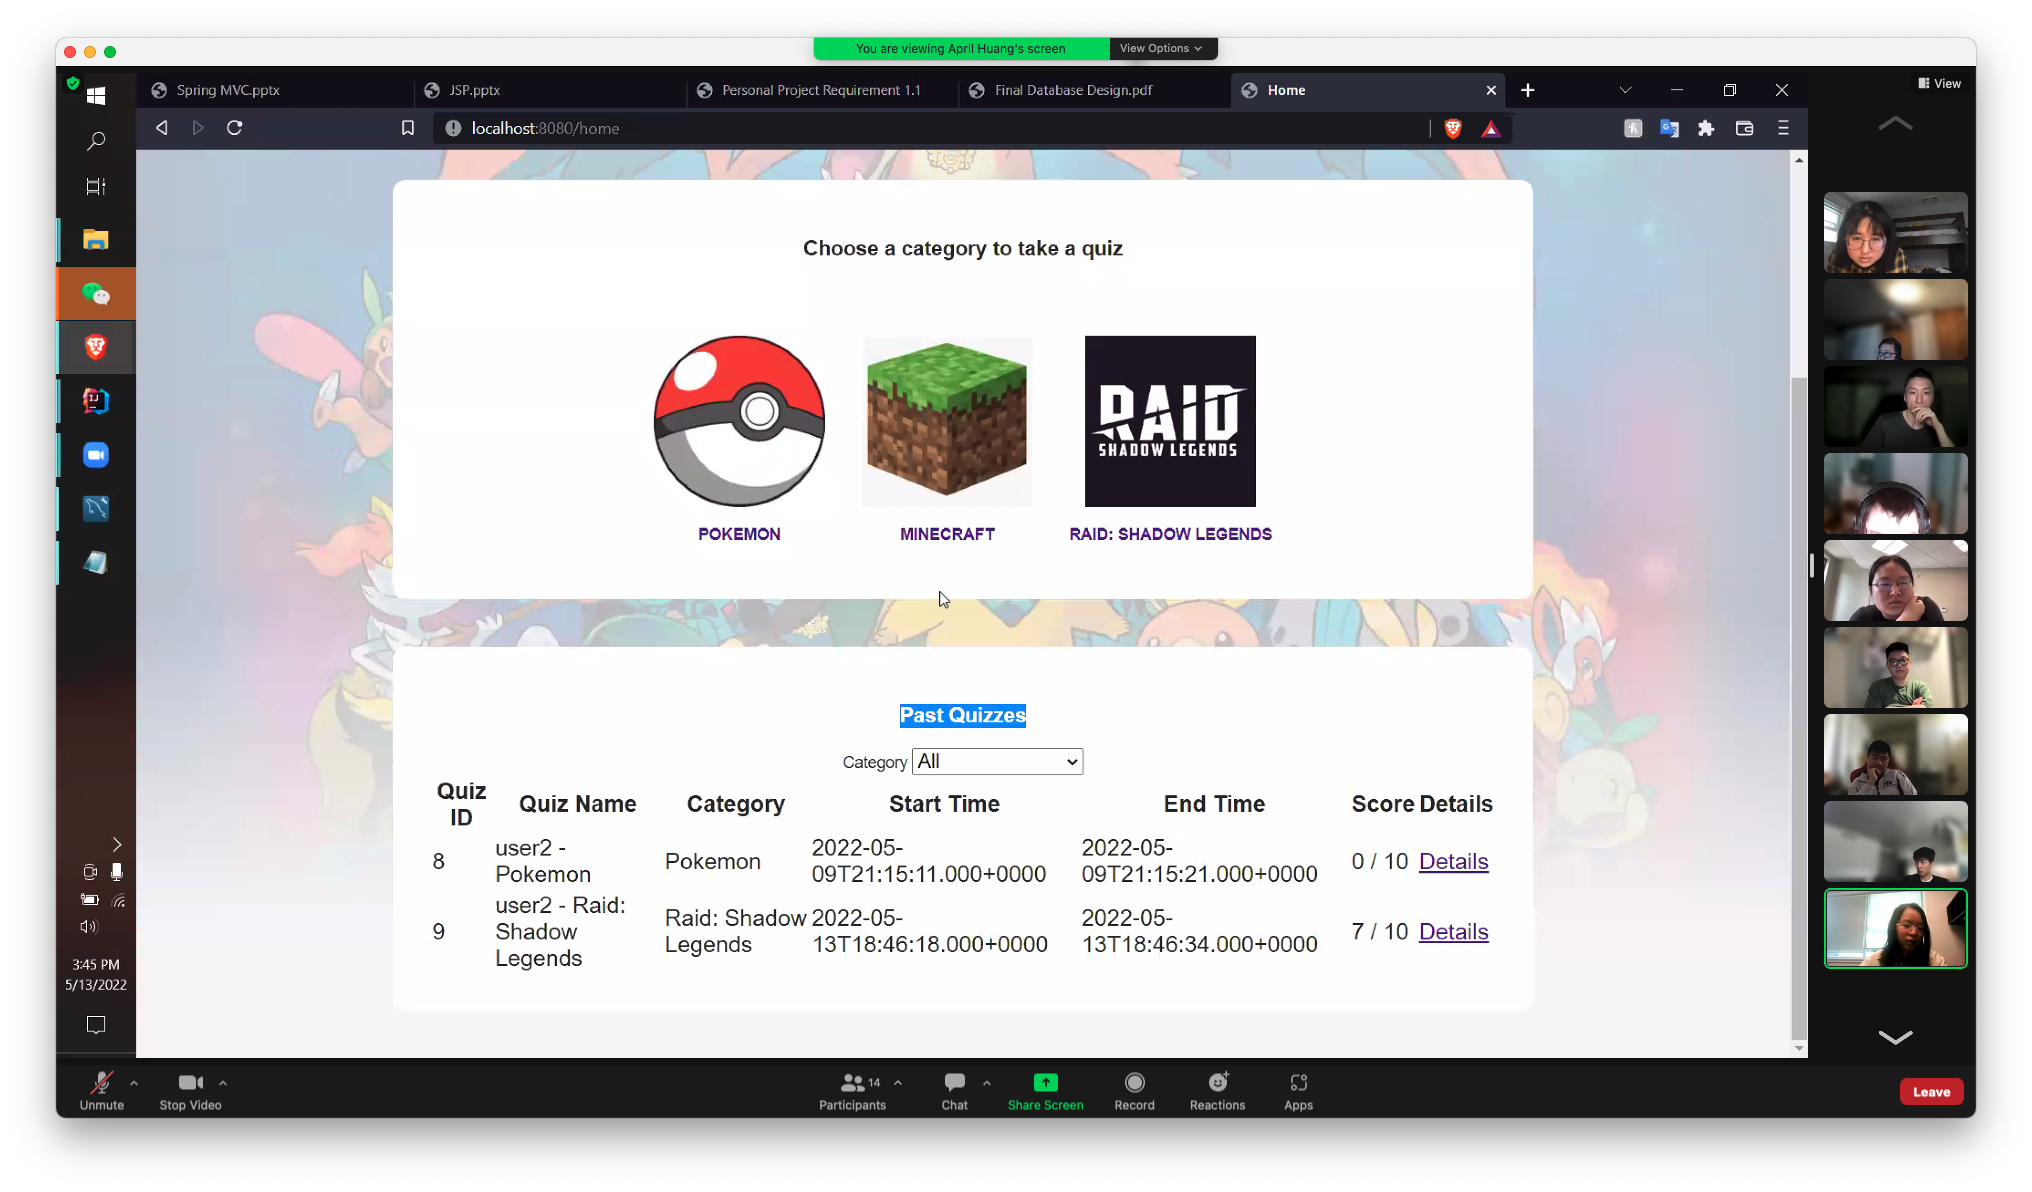 You are viewing April Huang's screen
View Options
View
Spring MVC.pptx
JSP.pptx
Personal Project Requirement 1.1
Final Database Design.pdf
Home
localhost:8080/home
Choose a category to take a quiz
RAID
SHADOW LEGENDS
POKEMON
MINECRAFT
RAID: SHADOW LEGENDS
Past Quizzes
Category All
Quiz ID Quiz Name Category Start Time End Time Score Details
8 user2 - Pokemon Pokemon 2022-05-09T21:15:11.000+0000 2022-05-09T21:15:21.000+0000 0 / 10 Details
9 user2 - Raid: Shadow Legends Raid: Shadow Legends 2022-05-13T18:46:18.000+0000 2022-05-13T18:46:34.000+0000 7 / 10 Details
3:45 PM
5/13/2022
Unmute
Stop Video
14
Participants
Chat
Share Screen
Record
Reactions
Apps
Leave